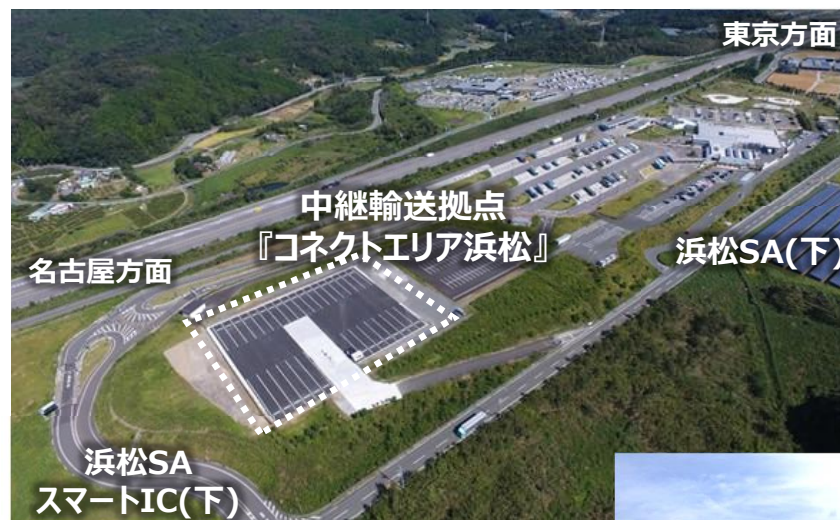 東京方面
中継輸送拠点
『コネクトエリア浜松』
名古屋方面
浜松SA(下)
浜松SA
スマートIC(下)